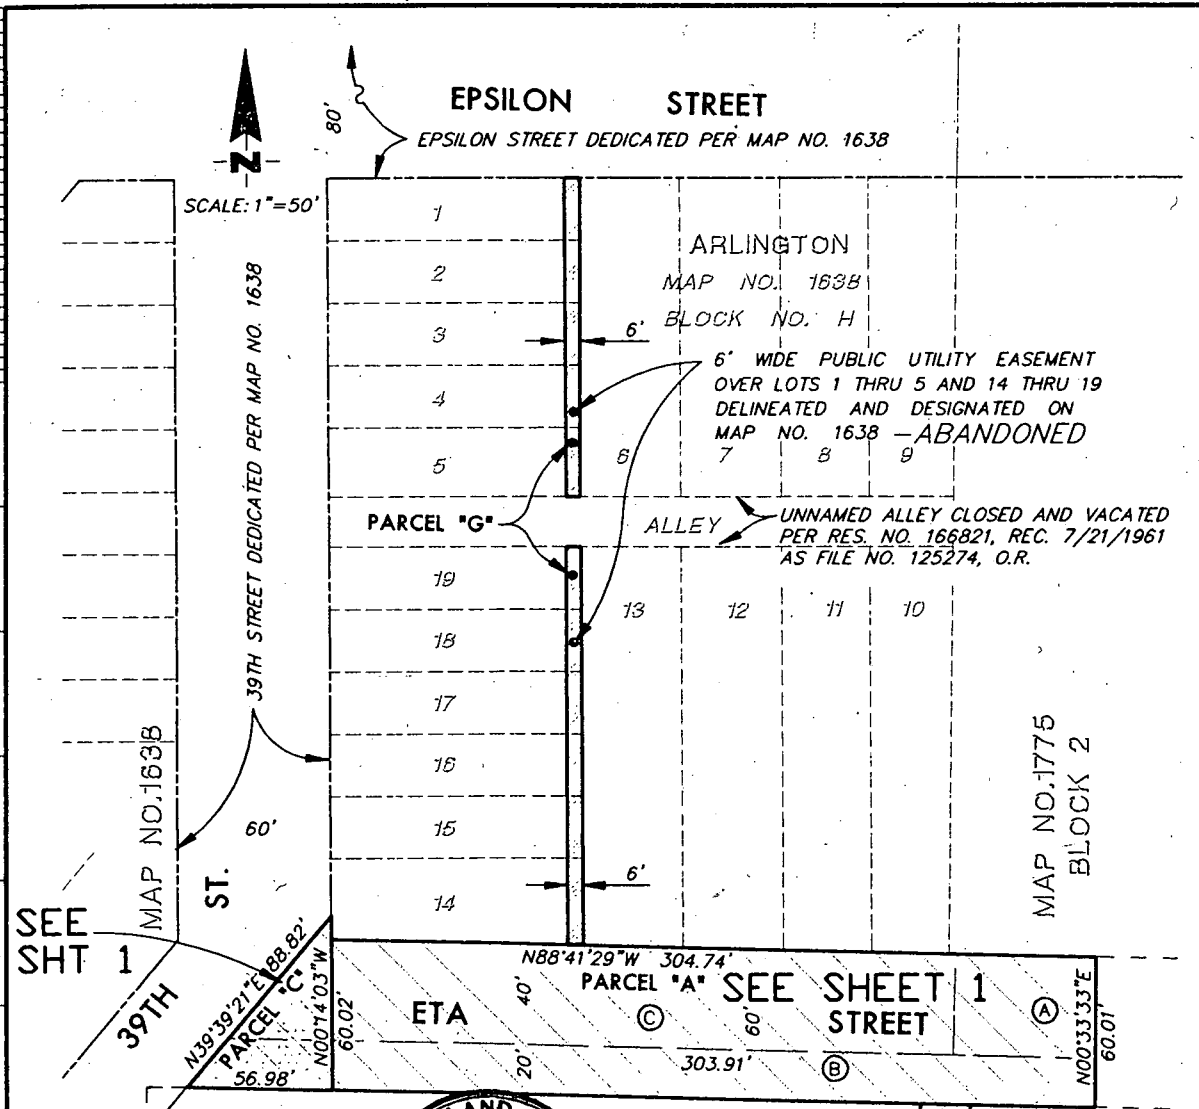 EPSILON STREET
80'
EPSILON STREET DEDICATED PER MAP NO. 1638
N
SCALE: 1"=50'
39TH STREET DEDICATED PER MAP NO. 1638
1
2
3
4
5
ARLINGTON
MAP NO. 1638
BLOCK NO. H
6'
6' WIDE PUBLIC UTILITY EASEMENT
OVER LOTS 1 THRU 5 AND 14 THRU 19
DELINEATED AND DESIGNATED ON
MAP NO. 1638 - ABANDONED
6
7
8
9
PARCEL "G"
ALLEY
UNNAMED ALLEY CLOSED AND VACATED
PER RES. NO. 166821, REC. 7/21/1961
AS FILE NO. 125274, O.R.
19
18
17
16
15
14
13
12
11
10
MAP NO.1638
60'
ST.
6'
MAP NO.1775
BLOCK 2
SEE
SHT 1
39TH
N39°39'21"E 88.82'
PARCEL "C"
N00°14'03"W
60.02'
56.98'
N88°41'29"W 304.74'
PARCEL "A"
SEE SHEET 1
ETA
STREET
40'
C
60'
A
20'
303.91'
B
N00°33'33"E
60.01'
LAND